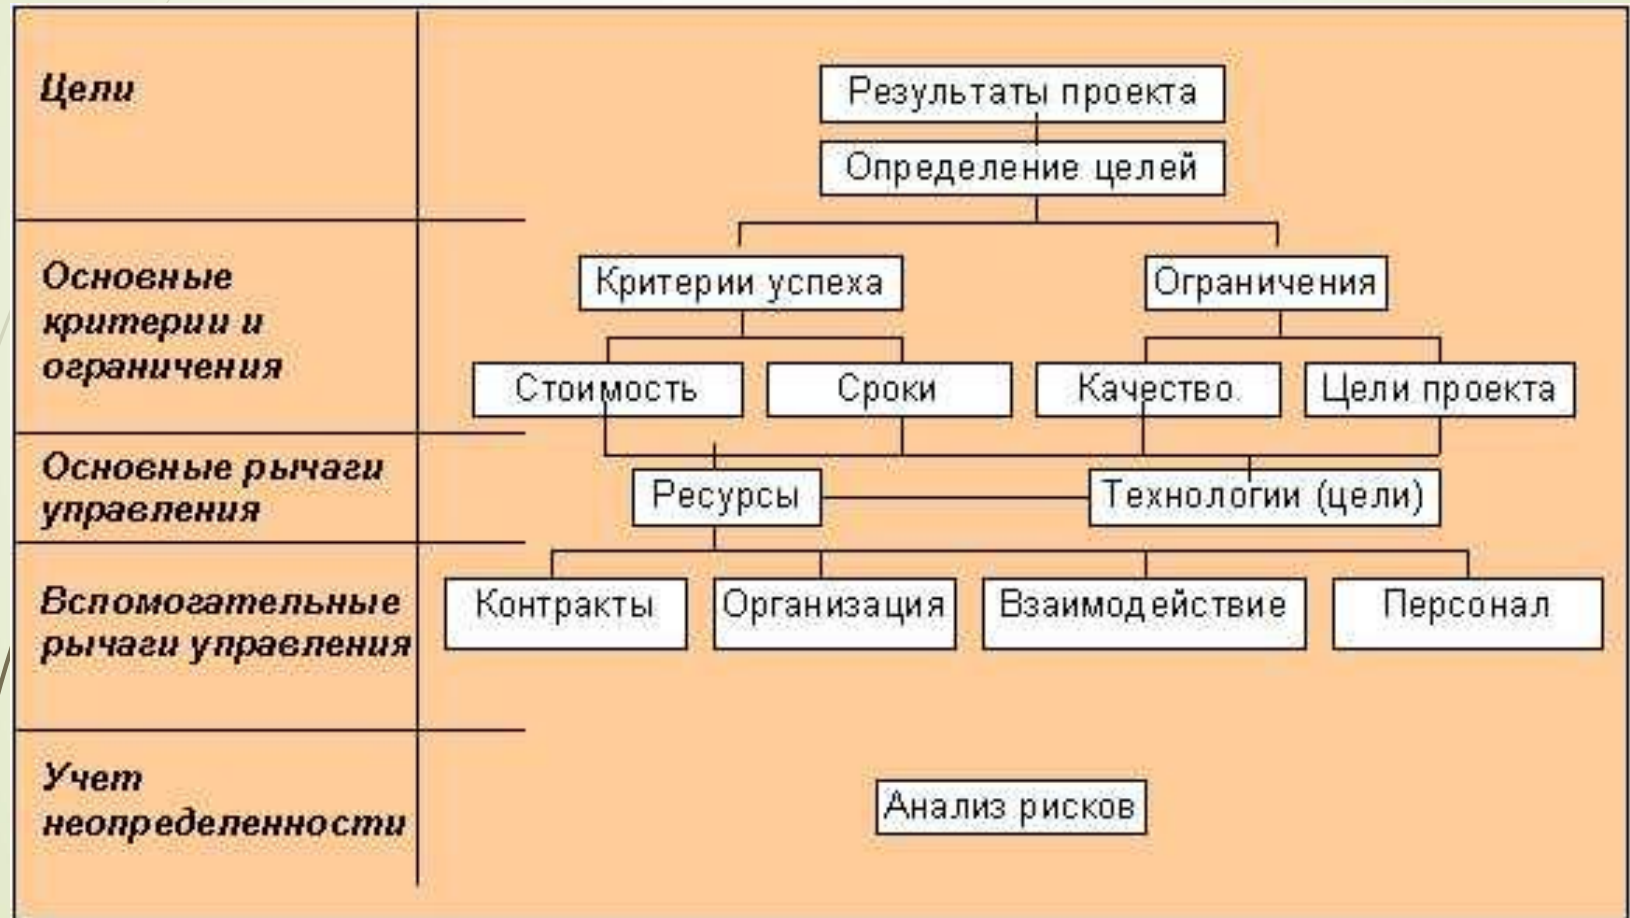 Цели
Результаты проекта
Определение целей
Основные
критерии и
ограничения
Критерии успеха
Ограничения
Стоимость
Сроки
Качество
Цели проекта
Основные рычаги
управления
Ресурсы
Технологии (цели)
Вспомогательные
рычаги управления
Контракты
Организация
Взаимодействие
Персонал
Учет
неопределенности
Анализ рисков